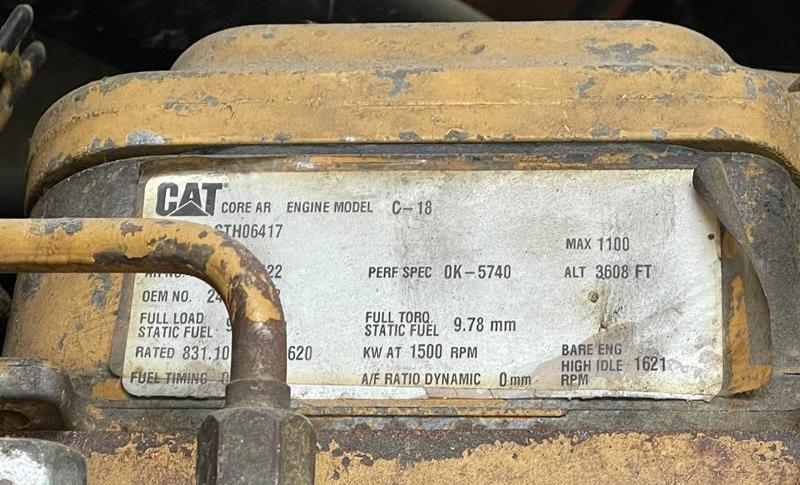 CAT CORE AR ENGINE MODEL C-18
STH06417
MAX 1100
22 PERF SPEC 0K-5740 ALT 3608 FT
OEM NO. 24
FULL LOAD FULL TORQ
STATIC FUEL 9 STATIC FUEL 9.78 mm
RATED 831.10 620 KW AT 1500 RPM BARE ENG
HIGH IDLE 1621
FUEL TIMING A/F RATIO DYNAMIC 0mm RPM